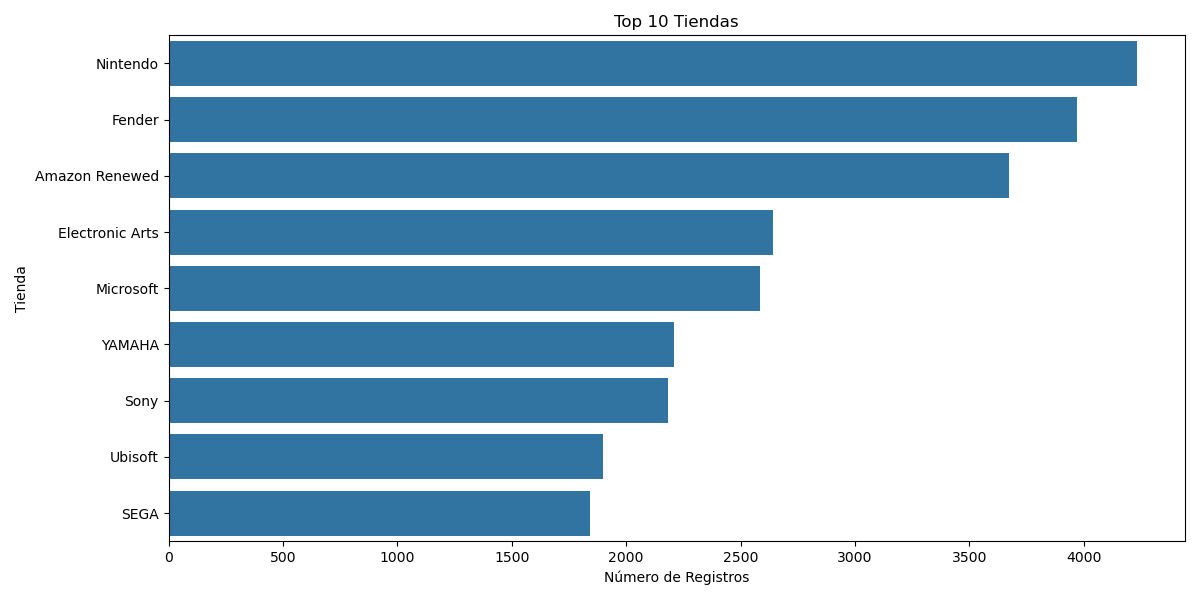 Top 10 Tiendas
Tienda
Nintendo
Fender
Amazon Renewed
Electronic Arts
Microsoft
YAMAHA
Sony
Ubisoft
SEGA
0 500 1000 1500 2000 2500 3000 3500 4000
Número de Registros